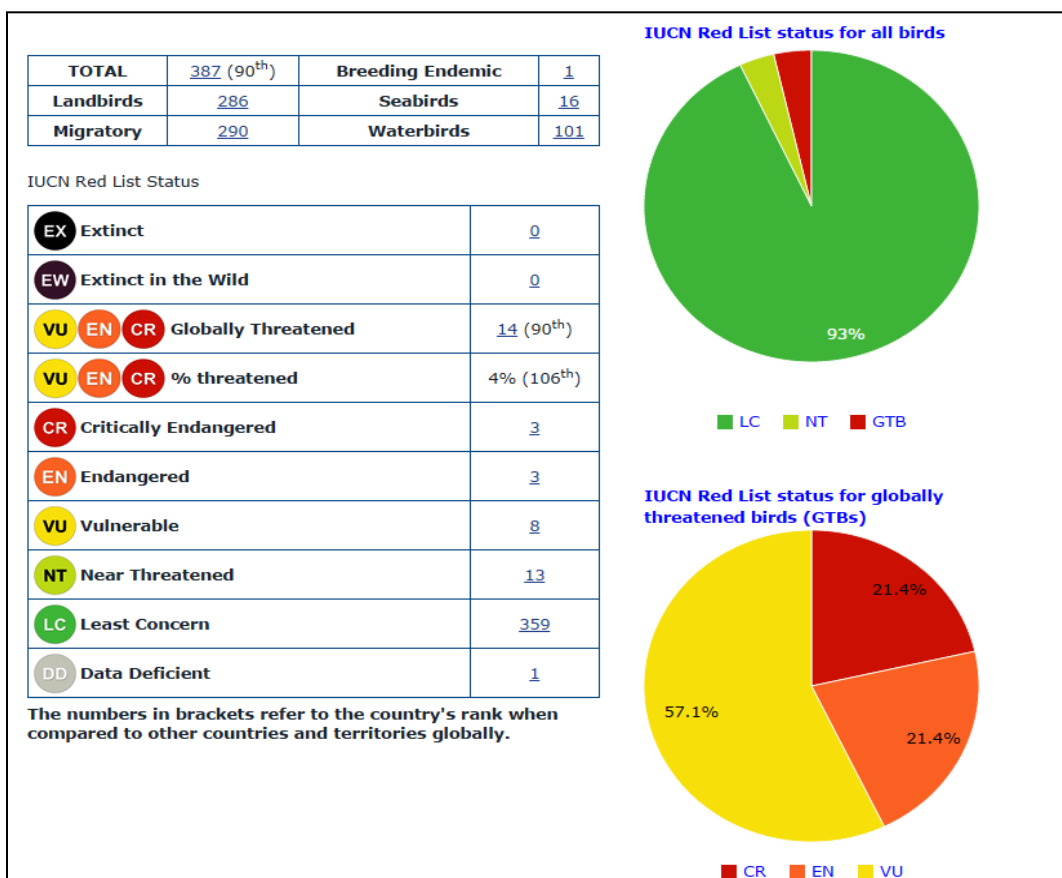 TOTAL 387 (90th) Breeding Endemic 1
Landbirds 286 Seabirds 16
Migratory 290 Waterbirds 101
IUCN Red List Status
EX Extinct 0
EW Extinct in the Wild 0
VU EN CR Globally Threatened 14 (90th)
VU EN CR % threatened 4% (106th)
CR Critically Endangered 3
EN Endangered 3
VU Vulnerable 8
NT Near Threatened 13
LC Least Concern 359
DD Data Deficient 1
The numbers in brackets refer to the country's rank when
compared to other countries and territories globally.
IUCN Red List status for all birds
93%
LC NT GTB
IUCN Red List status for globally
threatened birds (GTBs)
21.4%
57.1%
21.4%
CR EN VU